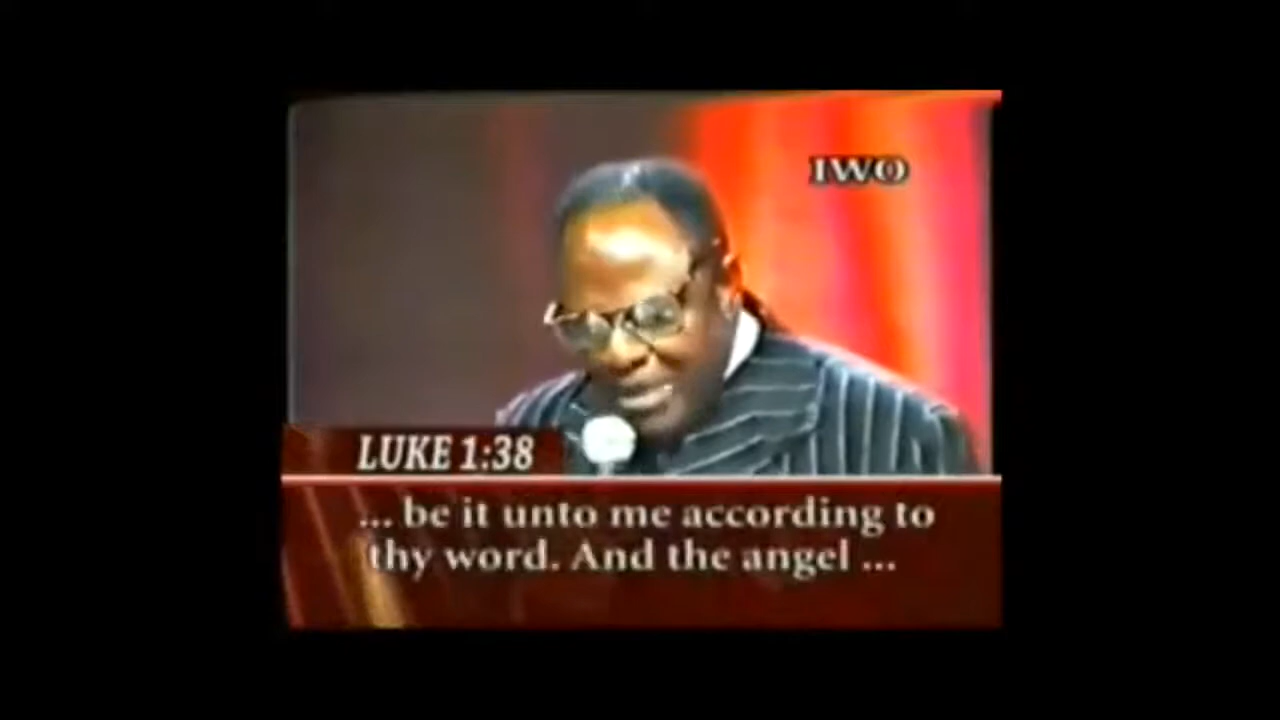 IWO
LUKE 1:38
... be it unto me according to
thy word. And the angel ...